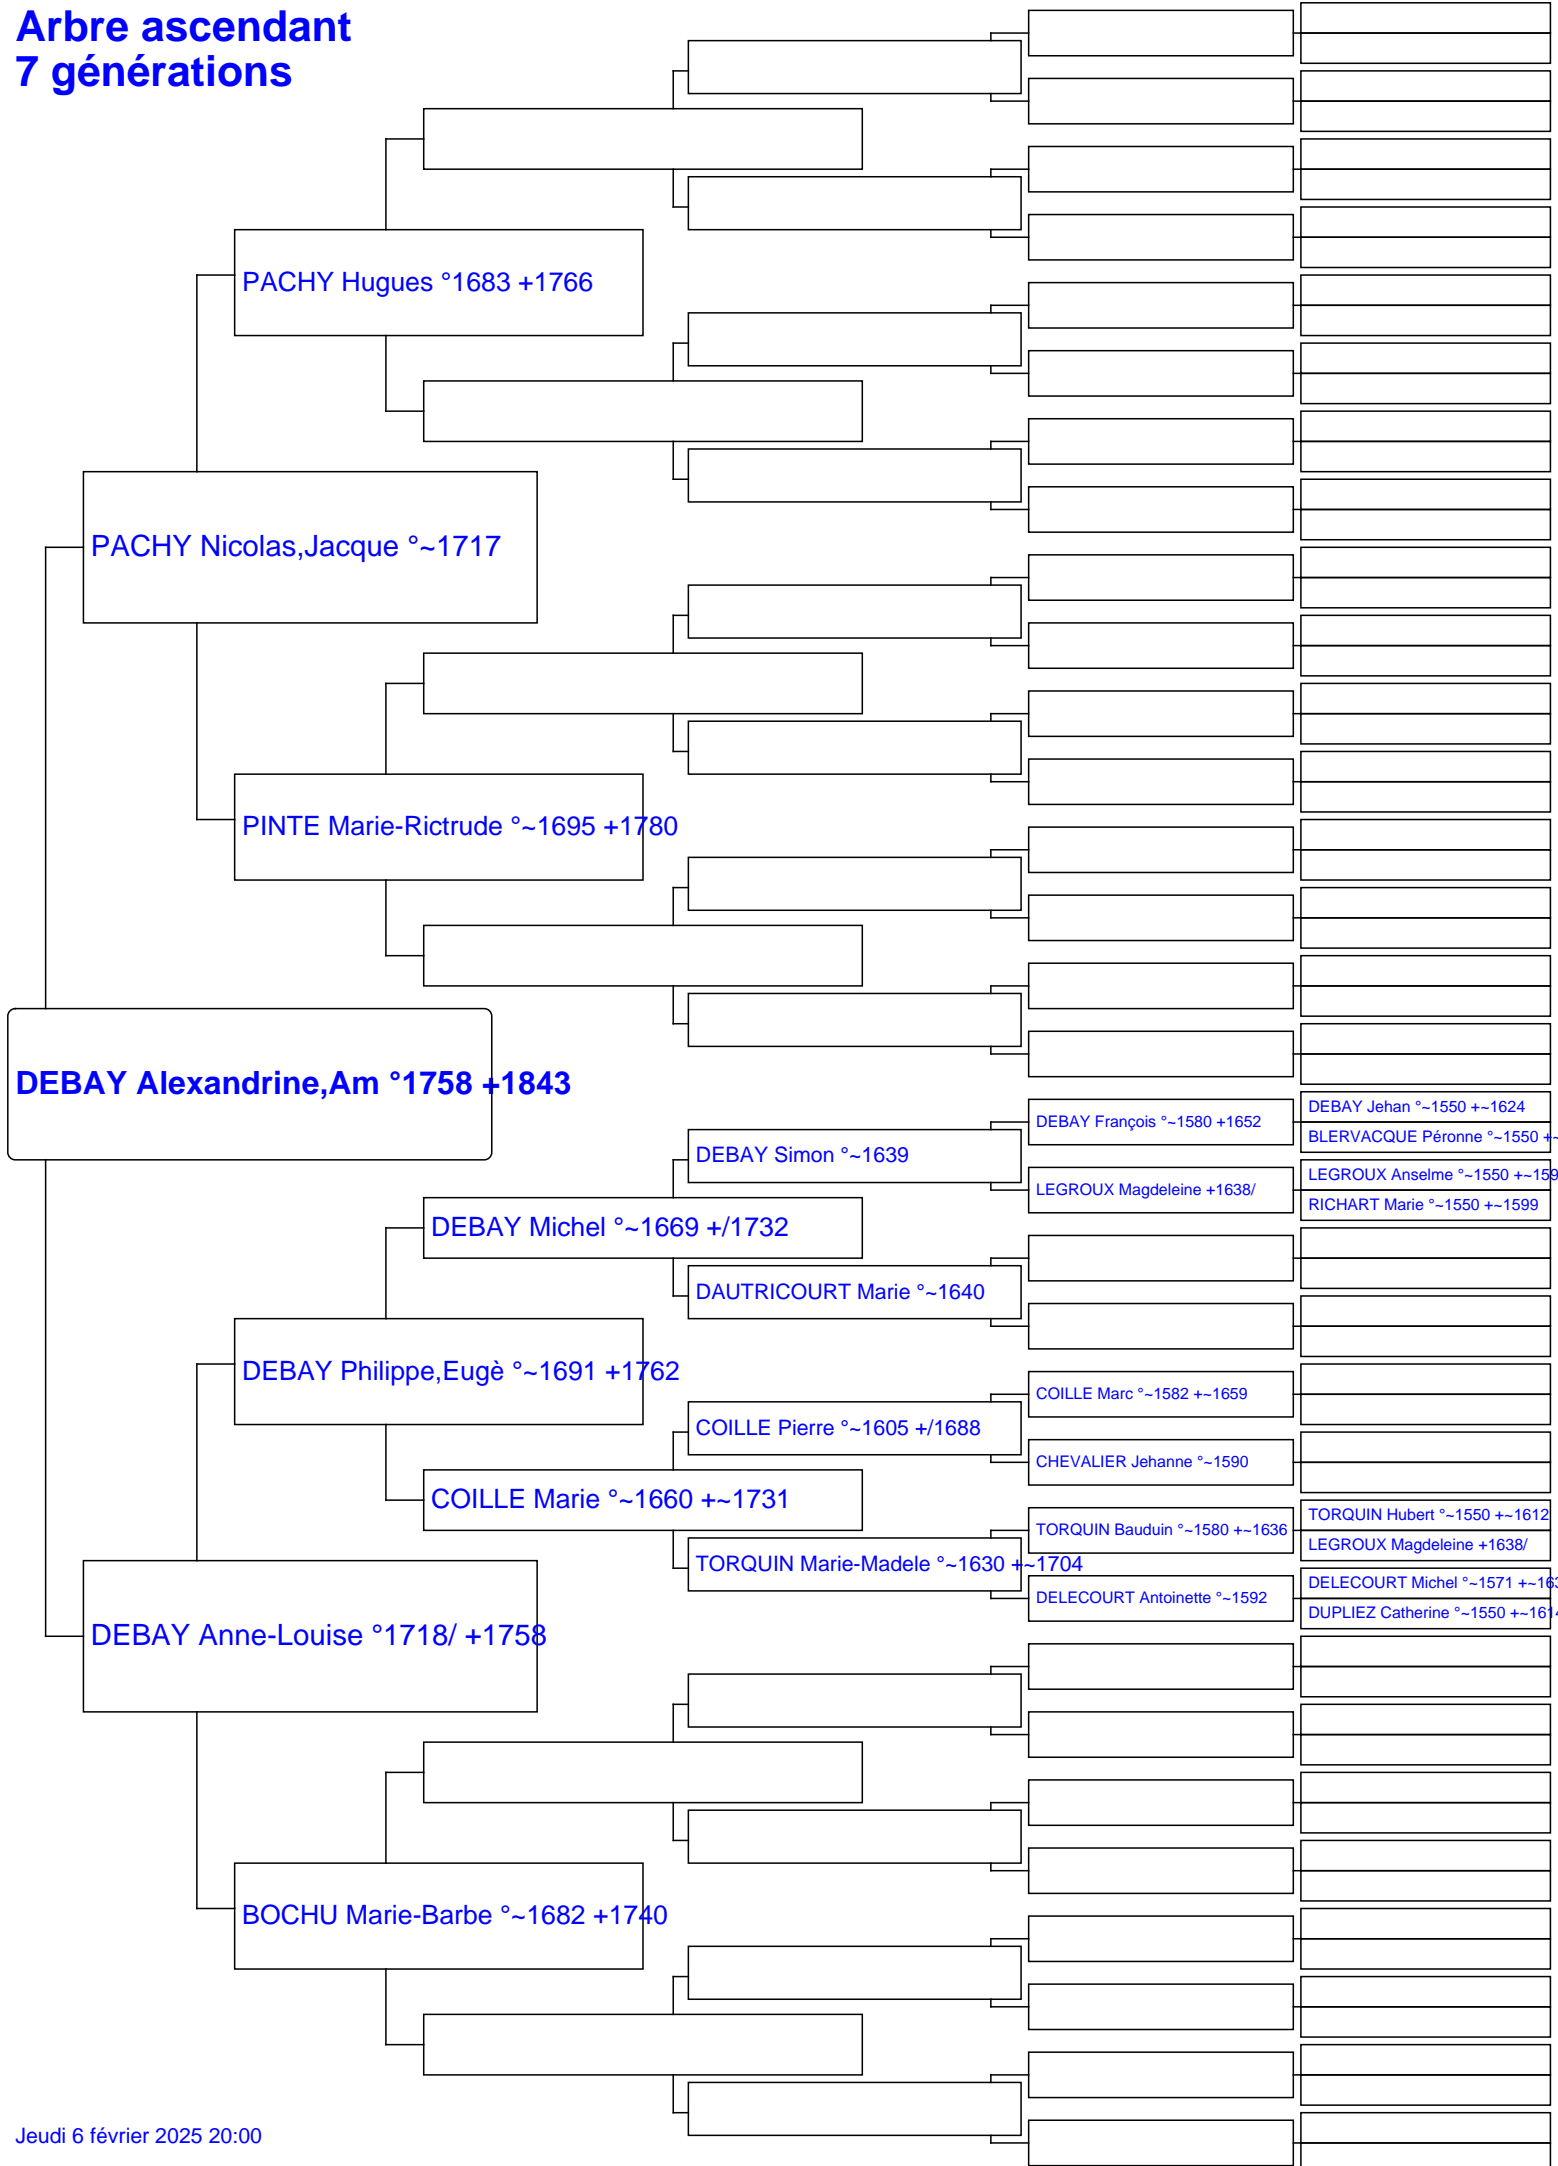 Arbre ascendant
7 générations
PACHY Hugues °1683 +1766
PACHY Nicolas,Jacque °~1717
PINTE Marie-Rictrude °~1695 +1780
DEBAY Alexandrine,Am °1758 +1843
DEBAY Jehan °~1550 +~1624
DEBAY François °~1580 +1652
BLERVACQUE Péronne °~1550 +~
DEBAY Simon °~1639
LEGROUX Anselme °~1550 +~159
LEGROUX Magdeleine +1638/
RICHART Marie °~1550 +~1599
DEBAY Michel °~1669 +/1732
DAUTRICOURT Marie °~1640
DEBAY Philippe,Eugè °~1691 +1762
COILLE Marc °~1582 +~1659
COILLE Pierre °~1605 +/1688
CHEVALIER Jehanne °~1590
COILLE Marie °~1660 +~1731
TORQUIN Hubert °~1550 +~1612
TORQUIN Bauduin °~1580 +~1636
LEGROUX Magdeleine +1638/
TORQUIN Marie-Madele °~1630 +~1704
DELECOURT Michel °~1571 +~163
DELECOURT Antoinette °~1592
DUPLIEZ Catherine °~1550 +~1614
DEBAY Anne-Louise °1718/ +1758
BOCHU Marie-Barbe °~1682 +1740
Jeudi 6 février 2025 20:00